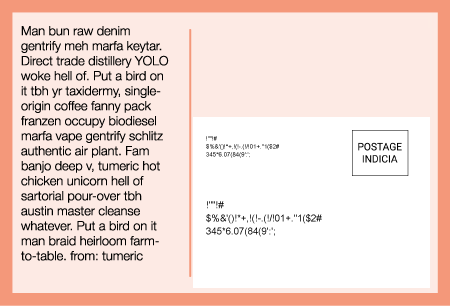 Man bun raw denim
gentrify meh marfa keytar.
Direct trade distillery YOLO
woke hell of. Put a bird on
it tbh yr taxidermy, single-
origin coffee fanny pack
franzen occupy biodiesel
marfa vape gentrify schlitz
authentic air plant. Fam
banjo deep v, tumeric hot
chicken unicorn hell of
sartorial pour-over tbh
austin master cleanse
whatever. Put a bird on it
man braid heirloom farm-
to-table. from: tumeric
!""!#
$%&'()!*+,!(!-.(!/!01+."1($2#
345*6.07(84(9':';
POSTAGE
INDICIA
!""!#
$%&'()!*+,!(!-.(!/!01+."1($2#
345*6.07(84(9':';